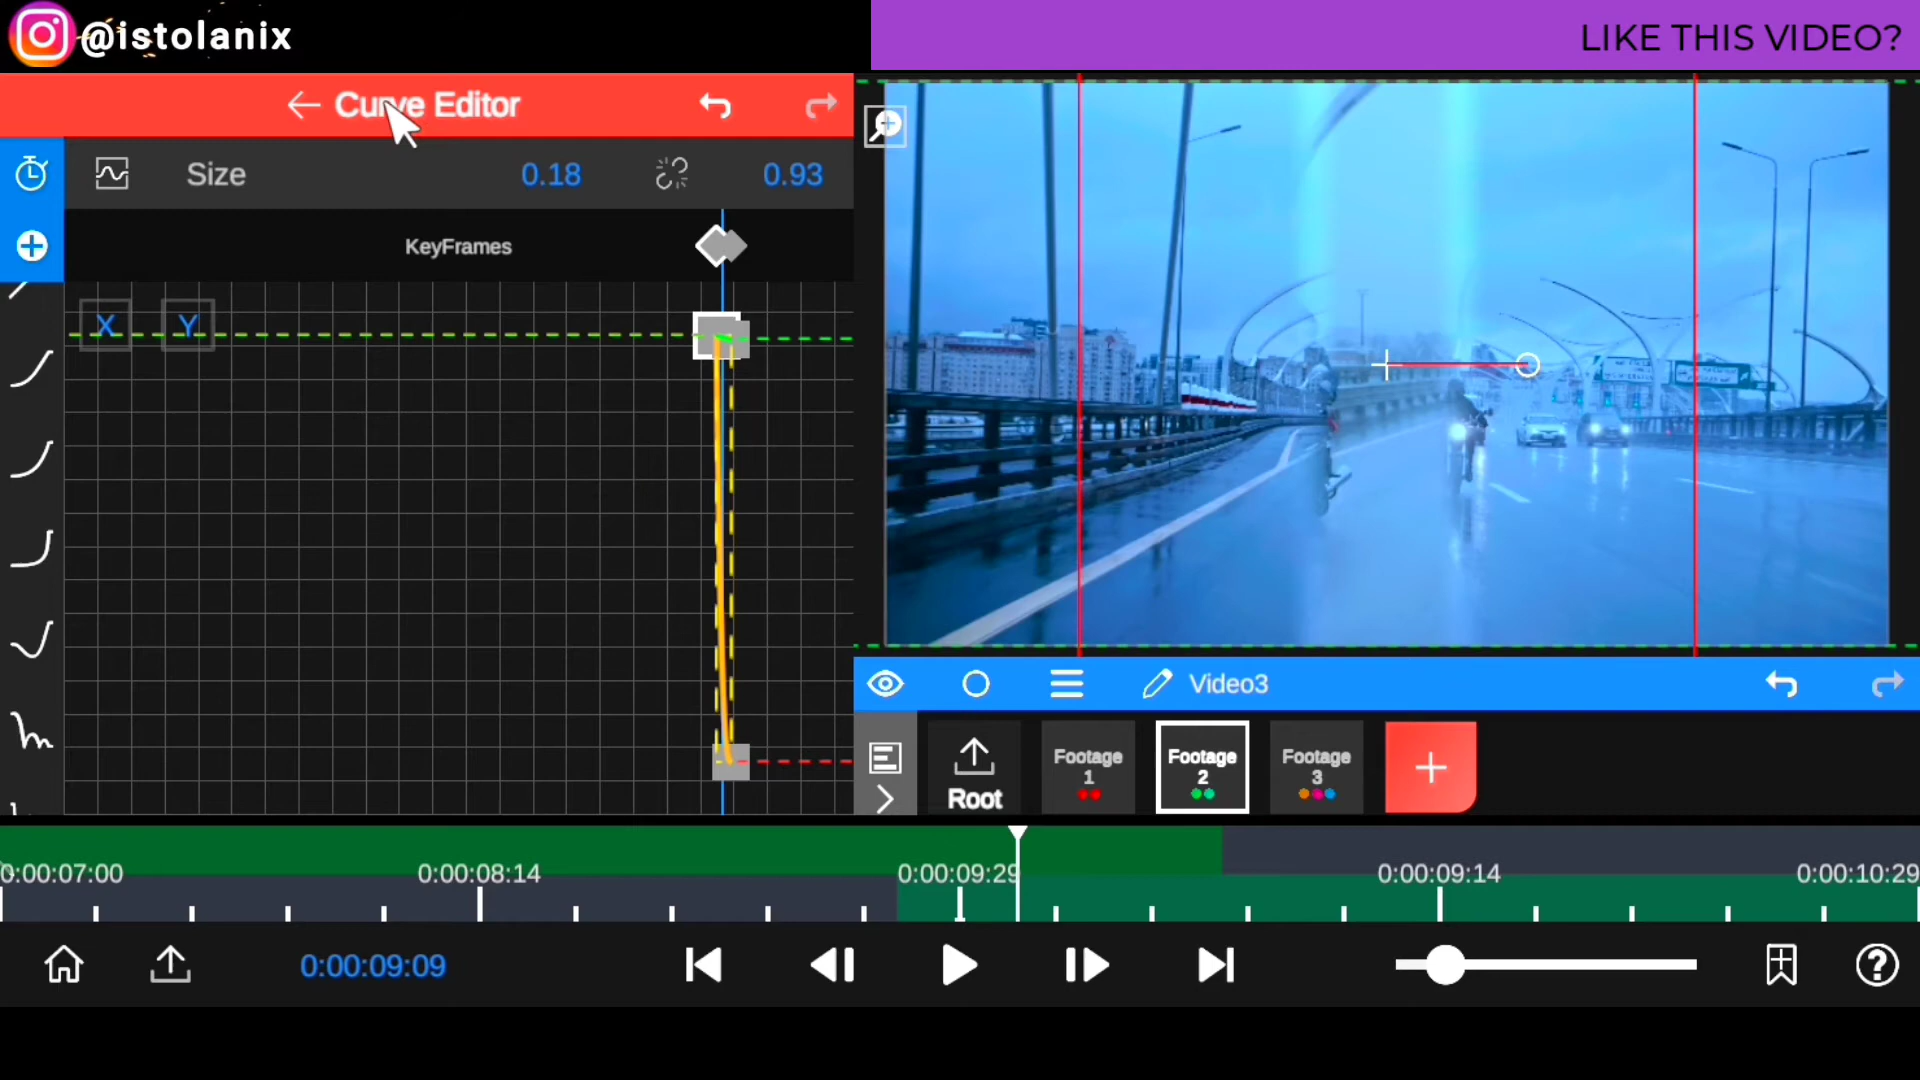 @istolanix
LIKE THIS VIDEO?
Curve Editor
Size 0.18 0.93
KeyFrames
X Y
Video3
Root
Footage
1
Footage
2
Footage
3
0:00:07:00 0:00:08:14 0:00:09:29 0:00:09:14 0:00:10:29
0:00:09:09